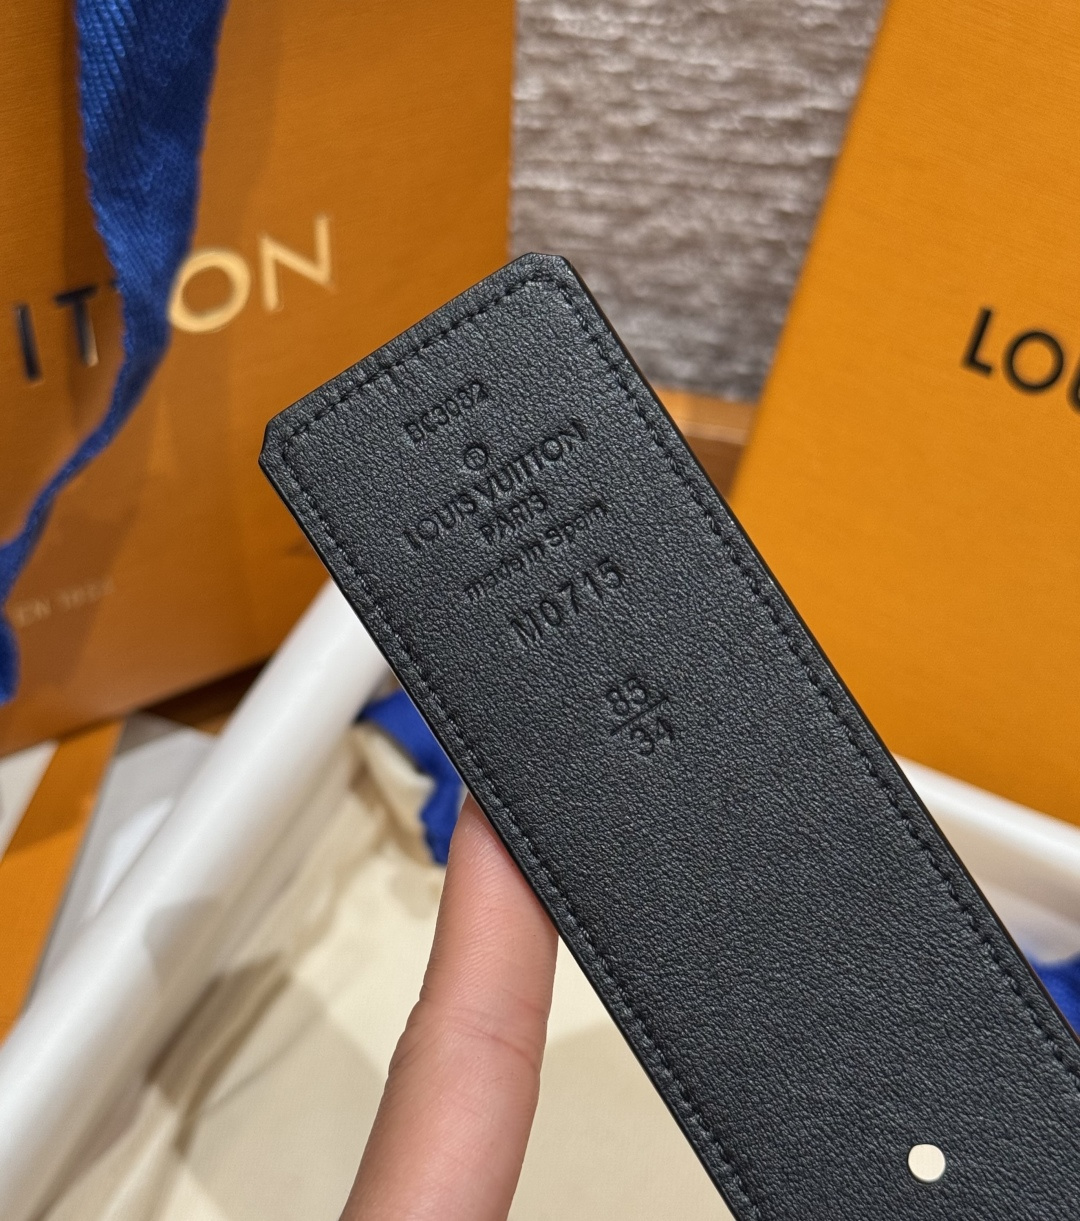 ITTON
LOU
BC3082
LOUIS VUITTON
PARIS
made in Spain
M0715
85
34